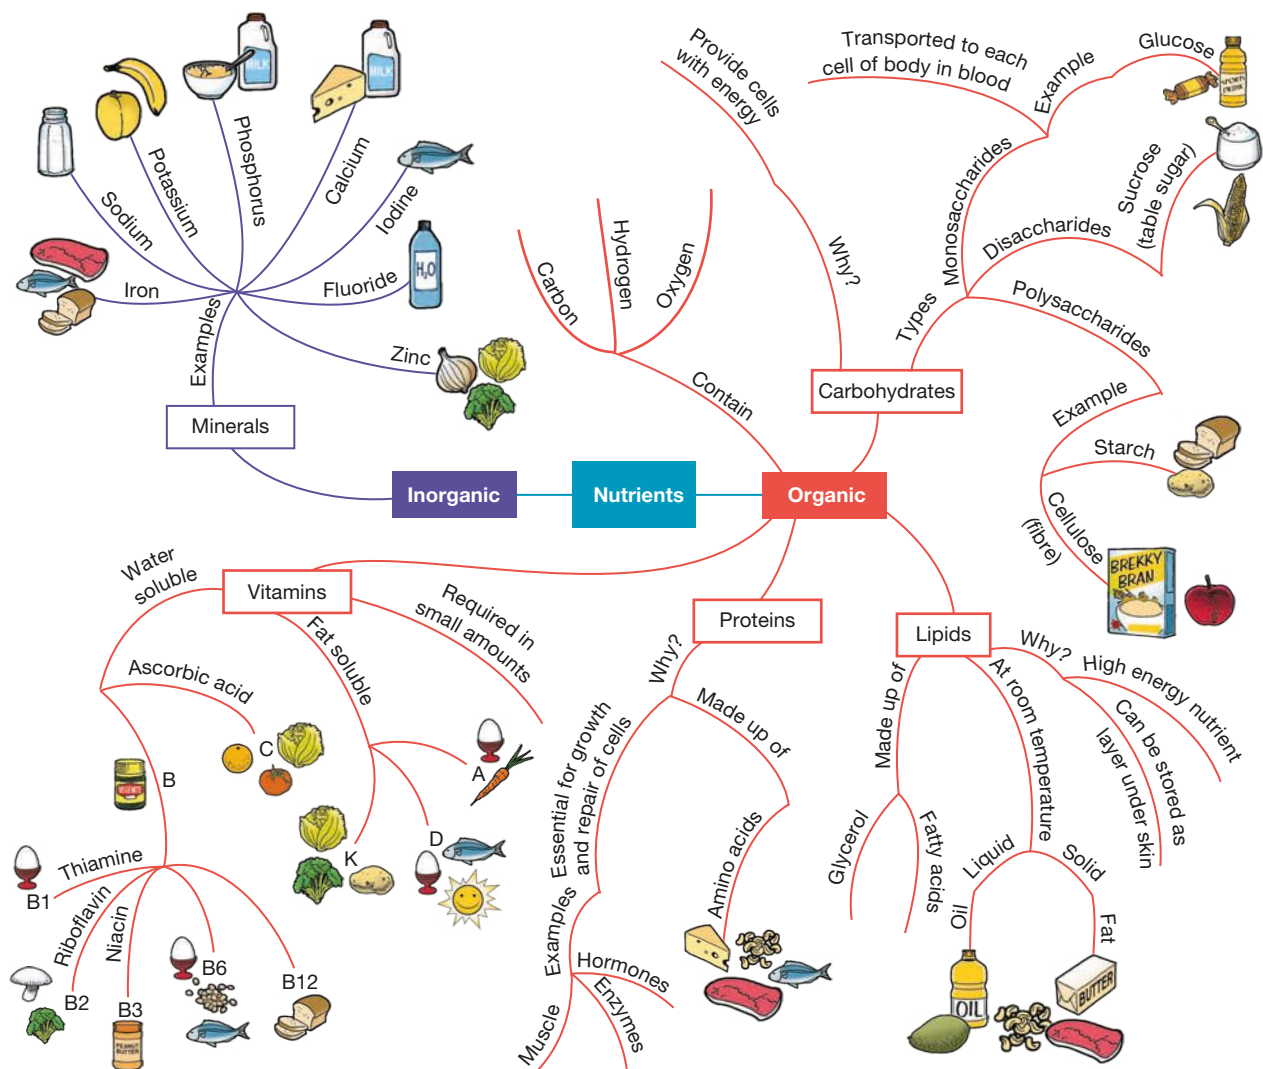 MILK
MILK
Sodium
Potassium
Phosphorus
Calcium
Iodine
Iron
Fluoride
H₂O
Zinc
Examples
Minerals
Inorganic
Nutrients
Organic
Provide cells
with energy
Why?
Carbon
Hydrogen
Oxygen
Contain
Carbohydrates
Types
Monosaccharides
Transported to each
cell of body in blood
Example
Glucose
SPORTS
DRINK
Disaccharides
Sucrose
(table sugar)
Polysaccharides
Example
Starch
Cellulose
(fibre)
BREKKY
BRAN
Vitamins
Water
soluble
Ascorbic acid
C
B
VEGEMITE
Thiamine
B1
Riboflavin
B2
Niacin
B3
PEANUT
BUTTER
B6
B12
Fat soluble
A
D
K
Required in
small amounts
Proteins
Why?
Essential for growth
and repair of cells
Examples
Hormones
Enzymes
Muscle
Made up of
Amino acids
Lipids
Made up of
Glycerol
Fatty acids
At room temperature
Liquid
Oil
OIL
Solid
Fat
BUTTER
Why?
High energy nutrient
Can be stored as
layer under skin